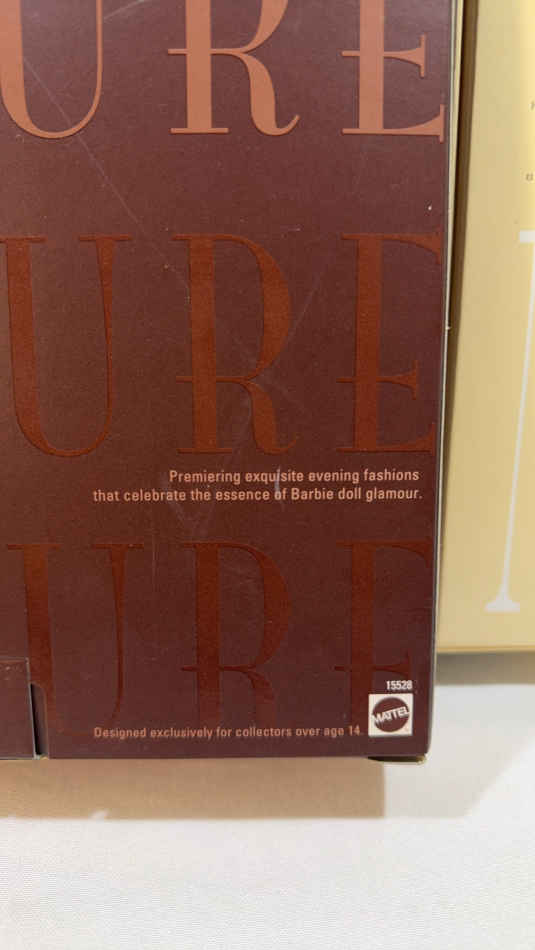 URE
URE
Premiering exquisite evening fashions
that celebrate the essence of Barbie doll glamour.
URE
15528
MATTEL
Designed exclusively for collectors over age 14.